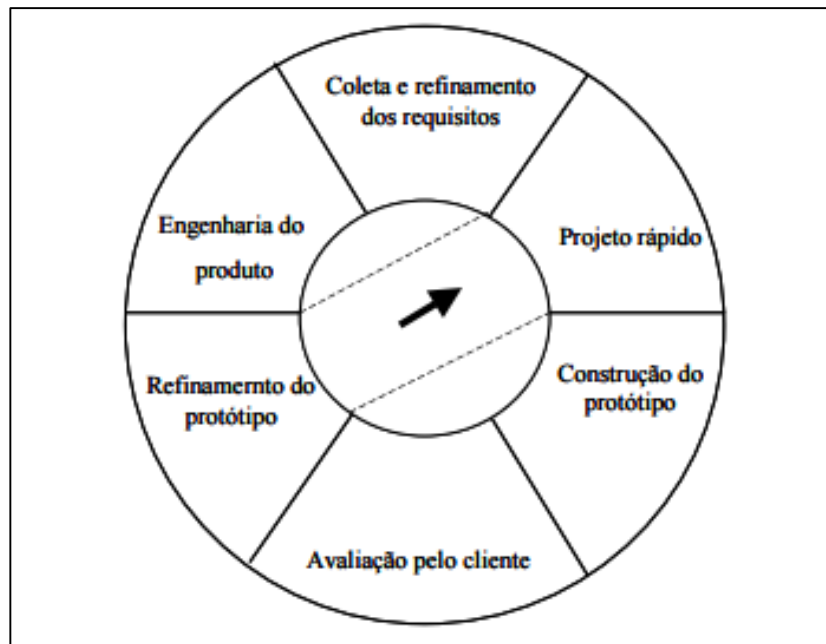 Coleta e refinamento
dos requisitos
Projeto rápido
Construção do
protótipo
Avaliação pelo cliente
Refinamernto do
protótipo
Engenharia do
produto